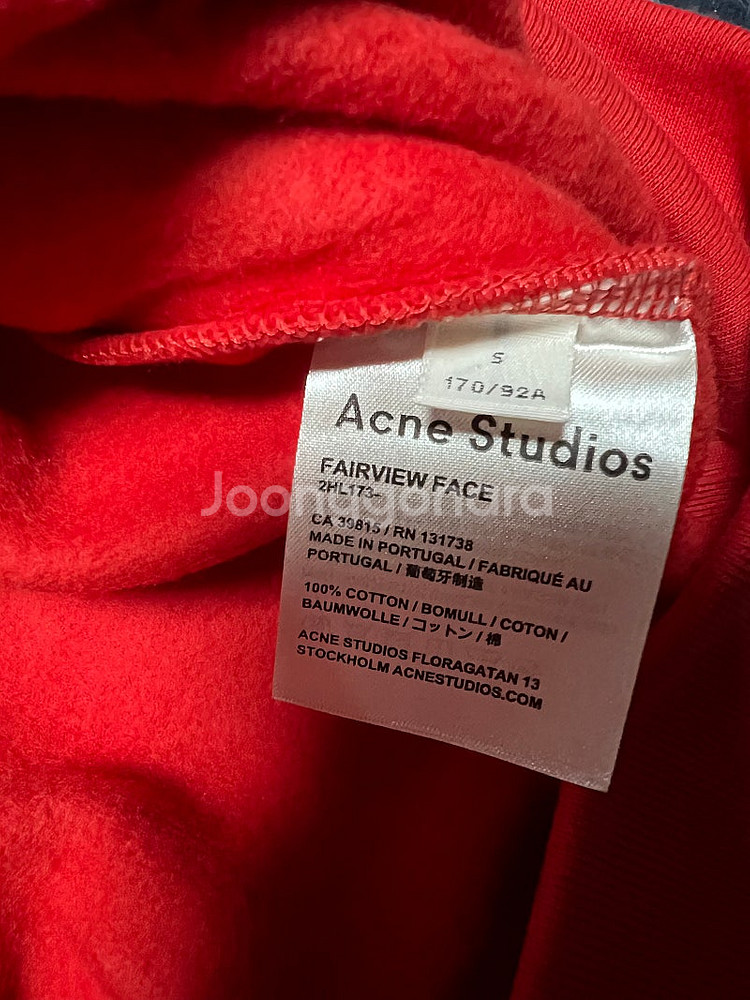 S
170/92A
Acne Studios
FAIRVIEW FACE
2HL173-
Joonggonara
CA 39815 / RN 131738
MADE IN PORTUGAL / FABRIQUÉ AU
PORTUGAL / 葡萄牙制造
100% COTTON / BOMULL / COTON /
BAUMWOLLE / コットン / 棉
ACNE STUDIOS FLORAGATAN 13
STOCKHOLM ACNESTUDIOS.COM